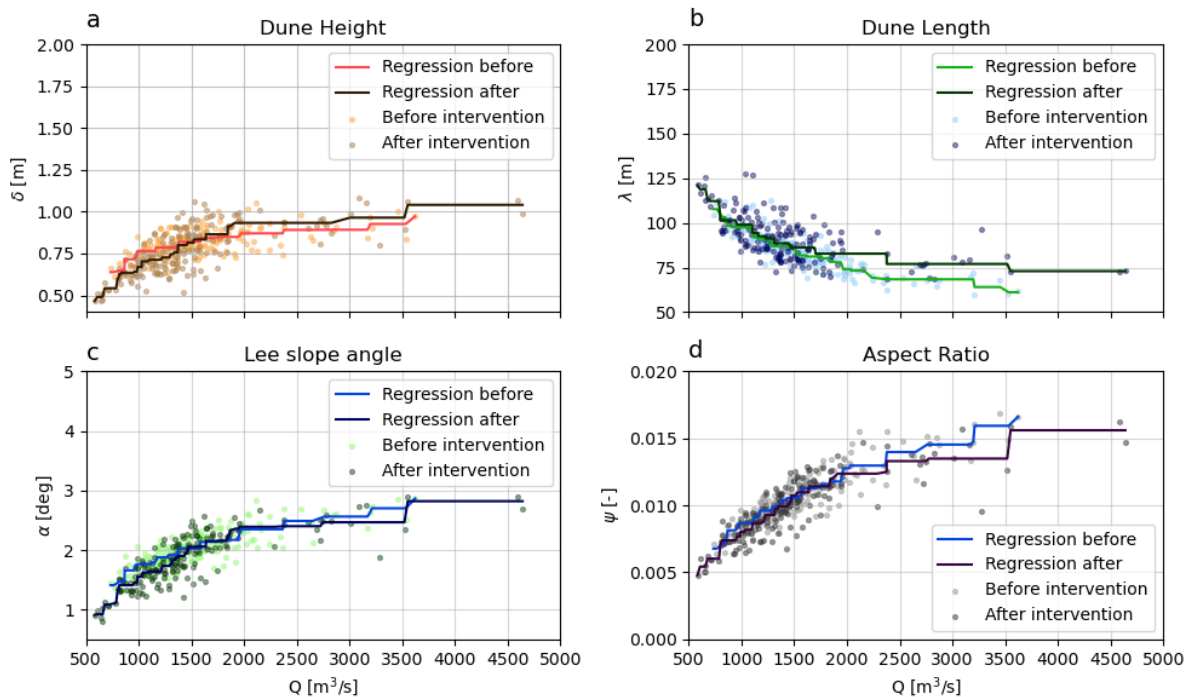 a
Dune Height
2.00
1.75
1.50
1.25
1.00
0.75
0.50
δ [m]
Regression before
Regression after
Before intervention
After intervention
b
Dune Length
200
175
150
125
100
75
50
λ [m]
Regression before
Regression after
Before intervention
After intervention
c
Lee slope angle
5
4
3
2
1
α [deg]
Regression before
Regression after
Before intervention
After intervention
500 1000 1500 2000 2500 3000 3500 4000 4500 5000
Q [m³/s]
d
Aspect Ratio
0.020
0.015
0.010
0.005
0.000
ψ [-]
Regression before
Regression after
Before intervention
After intervention
500 1000 1500 2000 2500 3000 3500 4000 4500 5000
Q [m³/s]